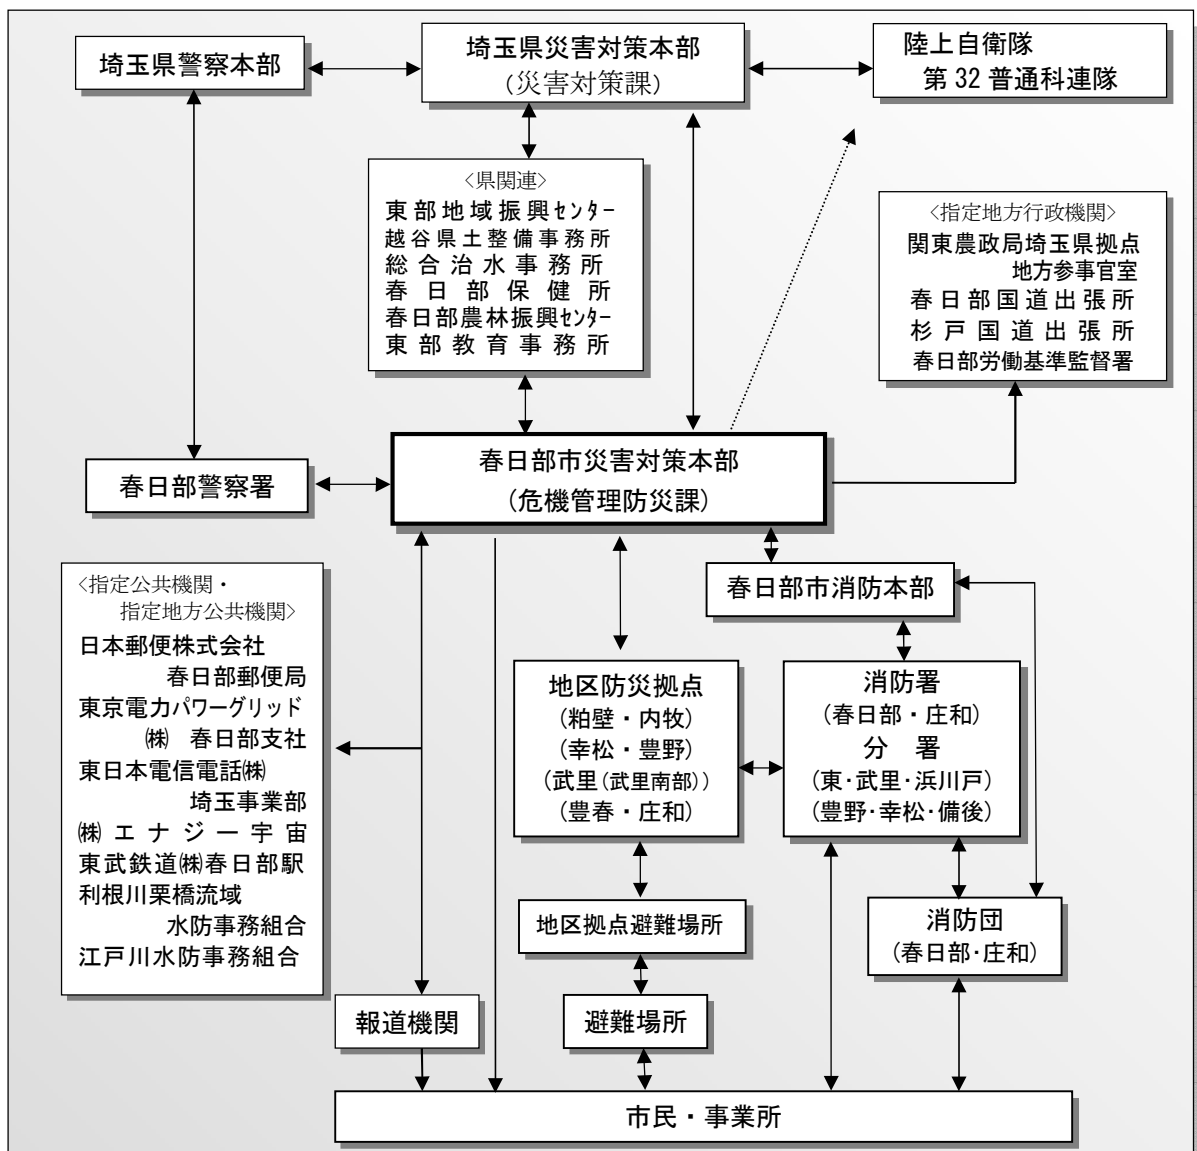 埼玉県警察本部
埼玉県災害対策本部
(災害対策課)
陸上自衛隊
第32普通科連隊
<県関連>
東部地域振興ｾﾝﾀｰ
越谷県土整備事務所
総合治水事務所
春日部保健所
春日部農林振興ｾﾝﾀｰ
東部教育事務所
<指定地方行政機関>
関東農政局埼玉県拠点
地方参事官室
春日部国道出張所
杉戸国道出張所
春日部労働基準監督署
春日部警察署
春日部市災害対策本部
(危機管理防災課)
<指定公共機関・
指定地方公共機関>
日本郵便株式会社
春日部郵便局
東京電力パワーグリッド
㈱ 春日部支社
東日本電信電話㈱
埼玉事業部
㈱エナジー宇宙
東武鉄道㈱春日部駅
利根川栗橋流域
水防事務組合
江戸川水防事務組合
春日部市消防本部
地区防災拠点
(粕壁・内牧)
(幸松・豊野)
(武里(武里南部))
(豊春・庄和)
消防署
(春日部・庄和)
分 署
(東・武里・浜川戸)
(豊野・幸松・備後)
地区拠点避難場所
消防団
(春日部・庄和)
報道機関
避難場所
市民・事業所